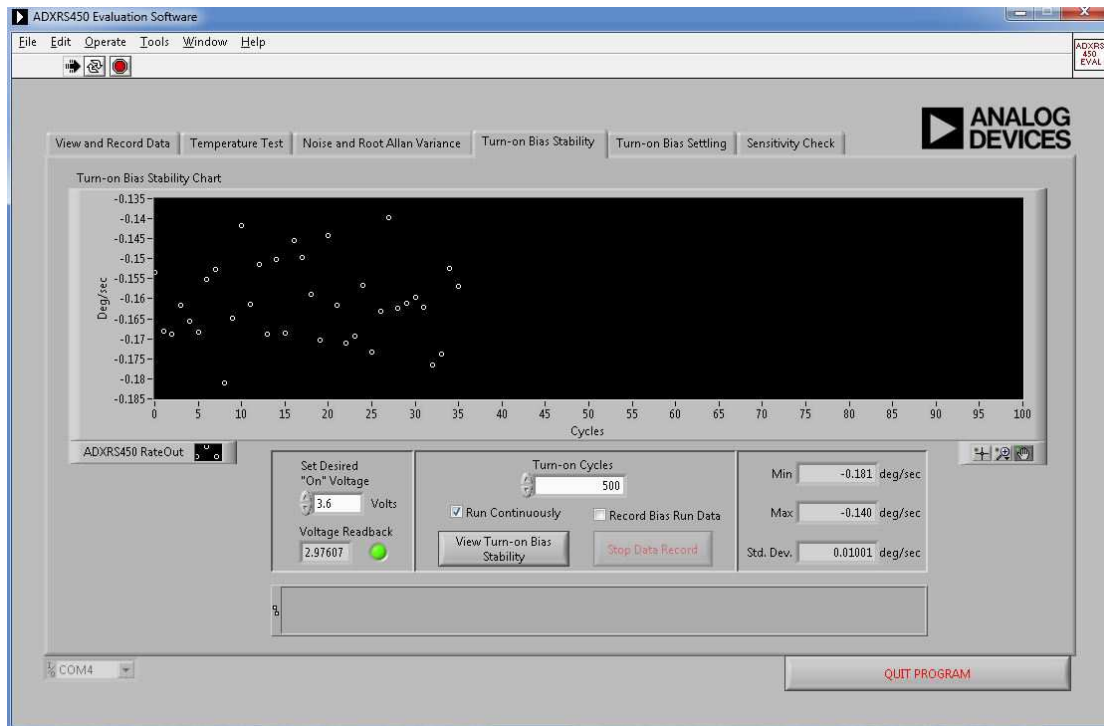 ADXRS450 Evaluation Software
File Edit Operate Tools Window Help
ADXRS
450
EVAL
ANALOG
DEVICES
View and Record Data Temperature Test Noise and Root Allan Variance Turn-on Bias Stability Turn-on Bias Settling Sensitivity Check
Turn-on Bias Stability Chart
Deg/sec
-0.135
-0.14
-0.145
-0.15
-0.155
-0.16
-0.165
-0.17
-0.175
-0.18
-0.185
0 5 10 15 20 25 30 35 40 45 50 55 60 65 70 75 80 85 90 95 100
Cycles
ADXRS450 RateOut
Set Desired
"On" Voltage
3.6 Volts
Voltage Readback
2.97607
Turn-on Cycles
500
Run Continuously Record Bias Run Data
View Turn-on Bias
Stability
Stop Data Record
Min -0.181 deg/sec
Max -0.140 deg/sec
Std. Dev. 0.01001 deg/sec
COM4
QUIT PROGRAM